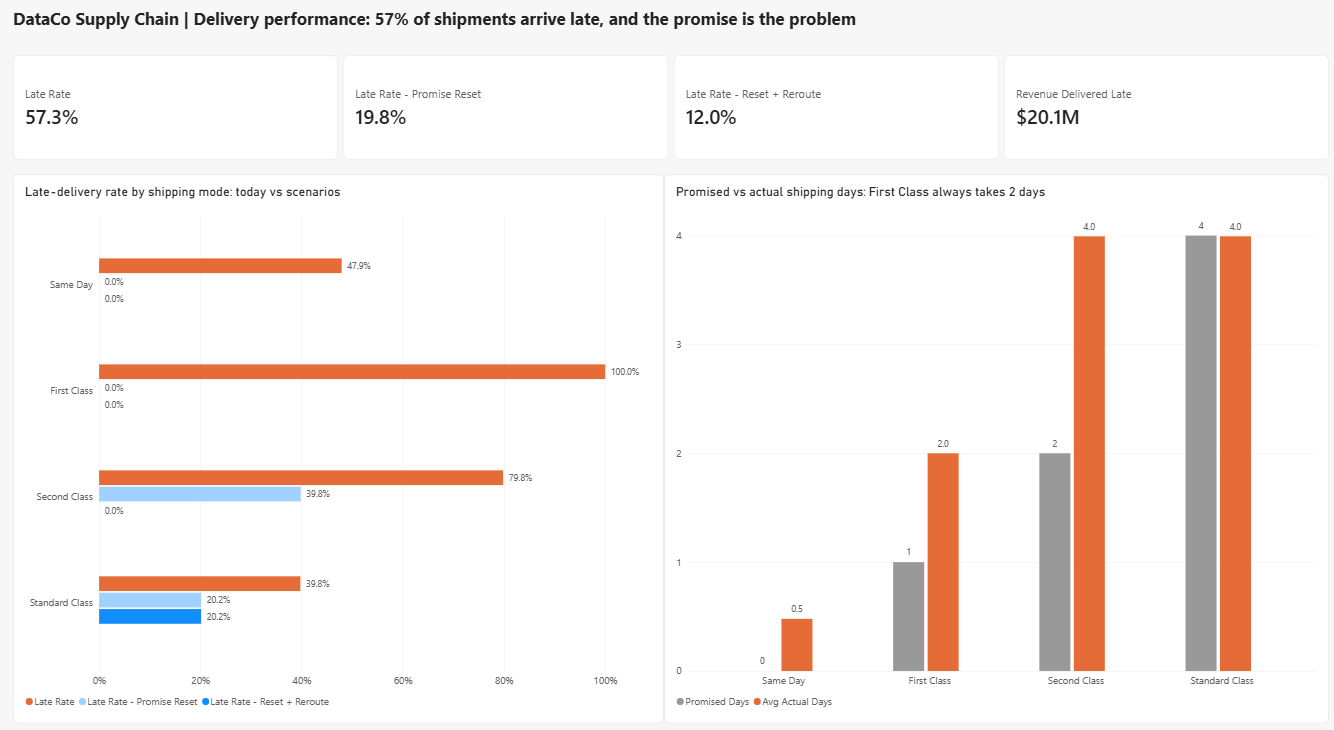 DataCo Supply Chain | Delivery performance: 57% of shipments arrive late, and the promise is the problem
Late Rate
57.3%
Late Rate - Promise Reset
19.8%
Late Rate - Reset + Reroute
12.0%
Revenue Delivered Late
$20.1M
Late-delivery rate by shipping mode: today vs scenarios
Same Day
47.9%
0.0%
0.0%
First Class
100.0%
0.0%
0.0%
Second Class
79.8%
39.8%
0.0%
Standard Class
39.8%
20.2%
20.2%
0% 20% 40% 60% 80% 100%
Late Rate Late Rate - Promise Reset Late Rate - Reset + Reroute
Promised vs actual shipping days: First Class always takes 2 days
4
3
2
1
0
0 0.5
1 2.0
2 4.0
4 4.0
Same Day First Class Second Class Standard Class
Promised Days Avg Actual Days